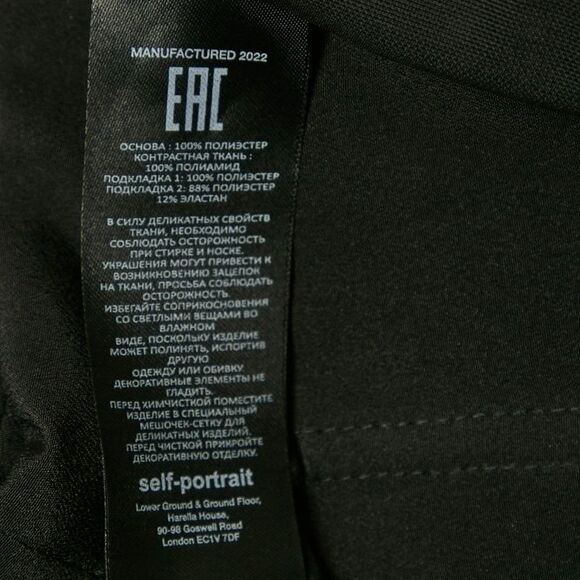 MANUFACTURED 2022
EAC
ОСНОВА : 100% ПОЛИЭСТЕР
КОНТРАСТНАЯ ТКАНЬ :
100% ПОЛИАМИД
ПОДКЛАДКА 1: 100% ПОЛИЭСТЕР
ПОДКЛАДКА 2: 88% ПОЛИЭСТЕР
12% ЭЛАСТАН
В СИЛУ ДЕЛИКАТНЫХ СВОЙСТВ
ТКАНИ, НЕОБХОДИМО
СОБЛЮДАТЬ ОСТОРОЖНОСТЬ
ПРИ СТИРКЕ И НОСКЕ.
УКРАШЕНИЯ МОГУТ ПРИВЕСТИ К
ВОЗНИКНОВЕНИЮ ЗАЦЕПОК
НА ТКАНИ, ПРОСЬБА СОБЛЮДАТЬ
ОСТОРОЖНОСТЬ.
ИЗБЕГАЙТЕ СОПРИКОСНОВЕНИЯ
СО СВЕТЛЫМИ ВЕЩАМИ ВО
ВЛАЖНОМ
ВИДЕ, ПОСКОЛЬКУ ИЗДЕЛИЕ
МОЖЕТ ПОЛИНЯТЬ, ИСПОРТИВ
ДРУГУЮ
ОДЕЖДУ ИЛИ ОБИВКУ.
ДЕКОРАТИВНЫЕ ЭЛЕМЕНТЫ НЕ
ГЛАДИТЬ.
ПЕРЕД ХИМЧИСТКОЙ ПОМЕСТИТЕ
ИЗДЕЛИЕ В СПЕЦИАЛЬНЫЙ
МЕШОЧЕК-СЕТКУ ДЛЯ
ДЕЛИКАТНЫХ ИЗДЕЛИЙ.
ПЕРЕД ЧИСТКОЙ ПРИКРОЙТЕ
ДЕКОРАТИВНУЮ ОТДЕЛКУ.
self-portrait
Lower Ground & Ground Floor,
Harella House,
90-98 Goswell Road
London EC1V 7DF